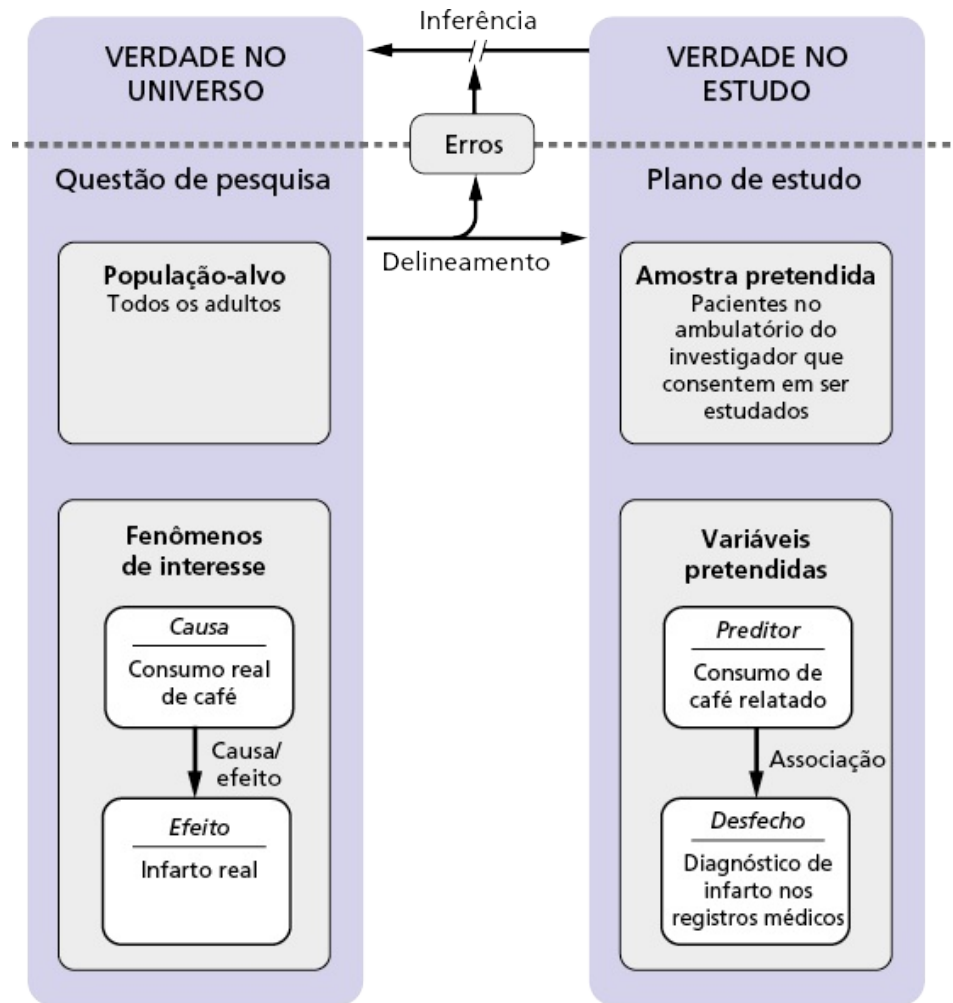 Inferência
VERDADE NO
UNIVERSO
VERDADE NO
ESTUDO
Erros
Questão de pesquisa
Plano de estudo
Delineamento
População-alvo
Todos os adultos
Amostra pretendida
Pacientes no
ambulatório do
investigador que
consentem em ser
estudados
Fenômenos
de interesse
Causa
Consumo real
de café
Causa/
efeito
Efeito
Infarto real
Variáveis
pretendidas
Preditor
Consumo de
café relatado
Associação
Desfecho
Diagnóstico de
infarto nos
registros médicos